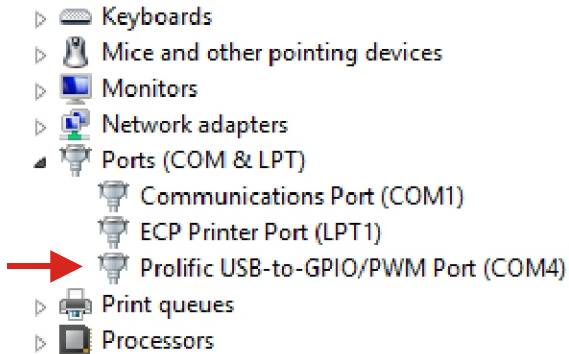 Keyboards
Mice and other pointing devices
Monitors
Network adapters
Ports (COM & LPT)
Communications Port (COM1)
ECP Printer Port (LPT1)
Prolific USB-to-GPIO/PWM Port (COM4)
Print queues
Processors